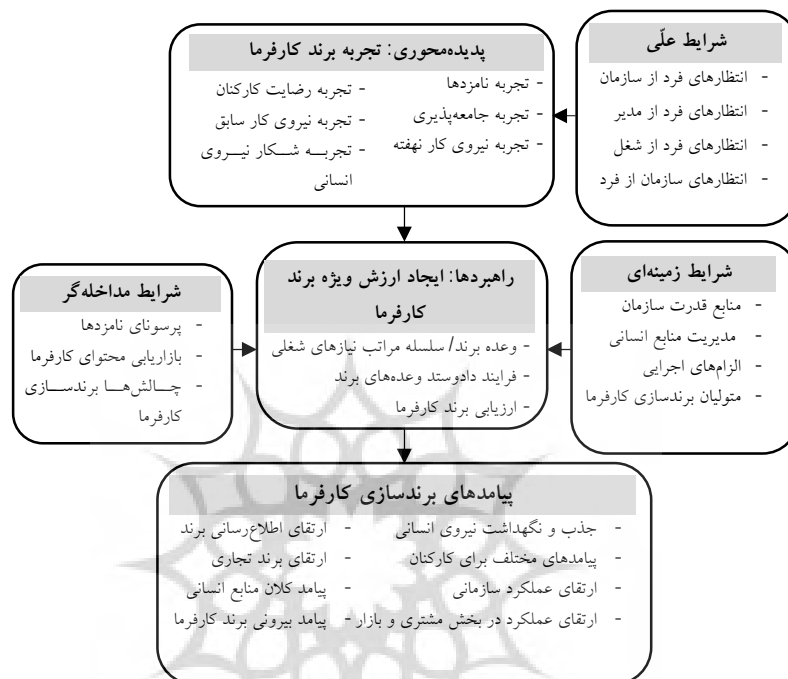 شرایط علّی
- انتظارهای فرد از سازمان
- انتظارهای فرد از مدیر
- انتظارهای فرد از شغل
- انتظارهای سازمان از فرد
پدیده‌محوری: تجربه برند کارفرما
- تجربه نامزدها
- تجربه جامعه‌پذیری
- تجربه نیروی کار نهفته
- تجربه رضایت کارکنان
- تجربه نیروی کار سابق
- تجربـه شـکار نیـروی
انسانی
شرایط زمینه‌ای
- منابع قدرت سازمان
- مدیریت منابع انسانی
- الزام‌های اجرایی
- متولیان برندسازی کارفرما
راهبردها: ایجاد ارزش ویژه برند
کارفرما
- وعده برند/ سلسله مراتب نیازهای شغلی
- فرایند دادوستد وعده‌های برند
- ارزیابی برند کارفرما
شرایط مداخله‌گر
- پرسونای نامزدها
- بازاریابی محتوای کارفرما
- چـالش‌هـا برندسـازی
کارفرما
پیامدهای برندسازی کارفرما
- جذب و نگهداشت نیروی انسانی
- پیامدهای مختلف برای کارکنان
- ارتقای عملکرد سازمانی
- ارتقای عملکرد در بخش مشتری و بازار
- ارتقای اطلاع‌رسانی برند
- ارتقای برند تجاری
- پیامد کلان منابع انسانی
- پیامد بیرونی برند کارفرما